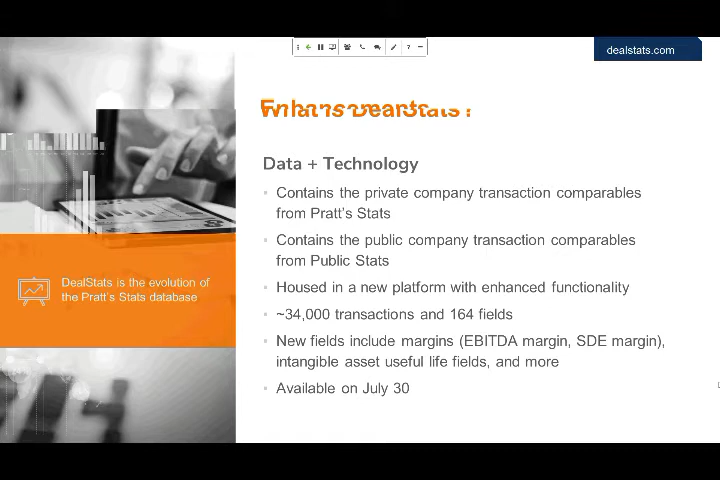 dealstats.com
Data + Technology
Contains the private company transaction comparables
from Pratt's Stats
Contains the public company transaction comparables
from Public Stats
Housed in a new platform with enhanced functionality
~34,000 transactions and 164 fields
New fields include margins (EBITDA margin, SDE margin),
intangible asset useful life fields, and more
Available on July 30
DealStats is the evolution of
the Pratt's Stats database